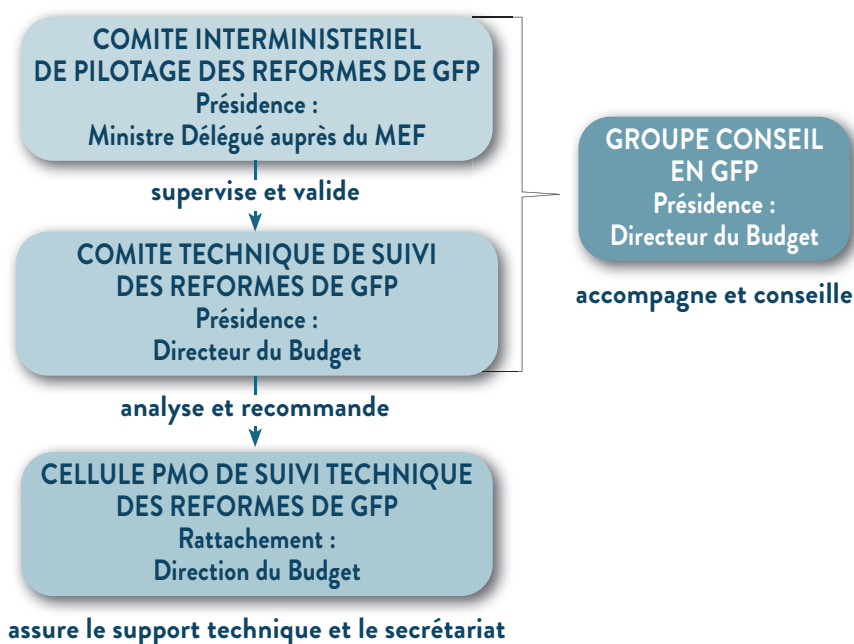 COMITE INTERMINISTERIEL
DE PILOTAGE DES REFORMES DE GFP
Présidence :
Ministre Délégué auprès du MEF
supervise et valide
COMITE TECHNIQUE DE SUIVI
DES REFORMES DE GFP
Présidence :
Directeur du Budget
analyse et recommande
CELLULE PMO DE SUIVI TECHNIQUE
DES REFORMES DE GFP
Rattachement :
Direction du Budget
assure le support technique et le secrétariat
GROUPE CONSEIL
EN GFP
Présidence :
Directeur du Budget
accompagne et conseille